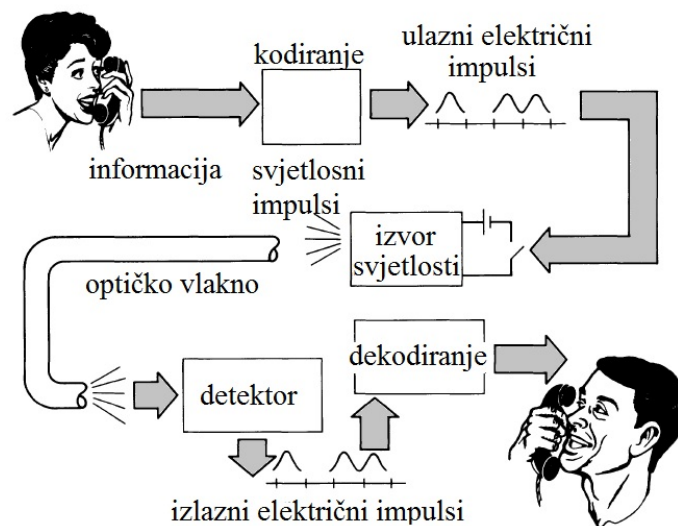 kodiranje
ulazni električni
impulsi
informacija
svjetlosni
impulsi
izvor
svjetlosti
optičko vlakno
detektor
dekodiranje
izlazni električni impulsi